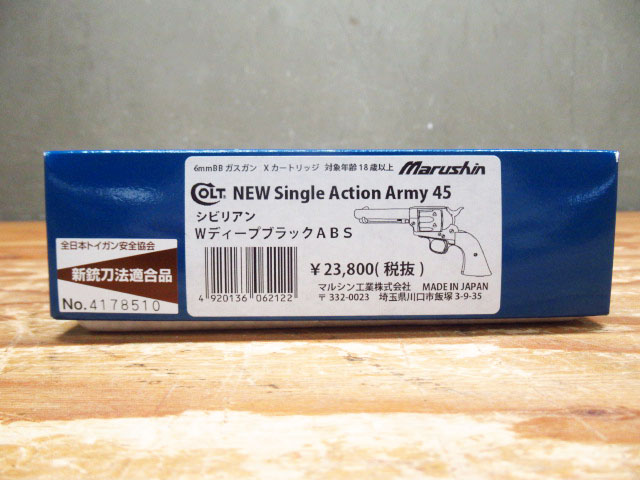 6mmBB ガスガン Xカートリッジ 対象年齢18歳以上 Marushin
COLT NEW Single Action Army 45
シビリアン
WディープブラックABS
￥23,800(税抜)
4 920136 062122
マルシン工業株式会社 MADE IN JAPAN
〒332-0023 埼玉県川口市飯塚3-9-35
全日本トイガン安全協会
新銃刀法適合品
No.4178510